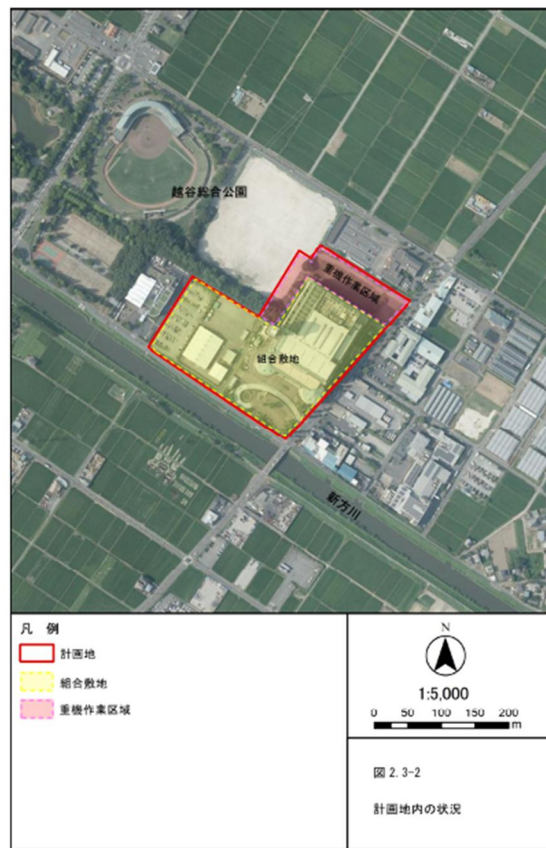 越谷総合公園
重機作業区域
組合敷地
新方川
凡 例
計画地
組合敷地
重機作業区域
N
1:5,000
0 50 100 150 200
m
図 2.3-2
計画地内の状況